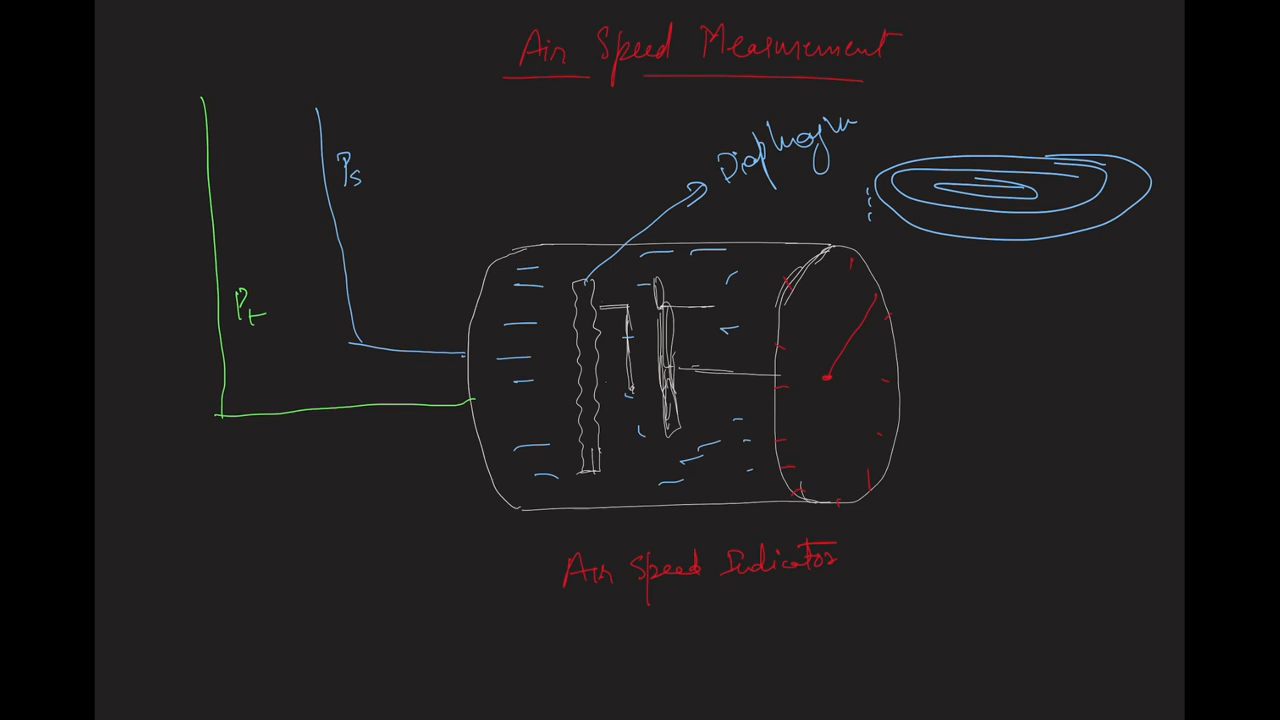 Air Speed Measurement
Diaphragm
Ps
Pt
Air Speed Indicator